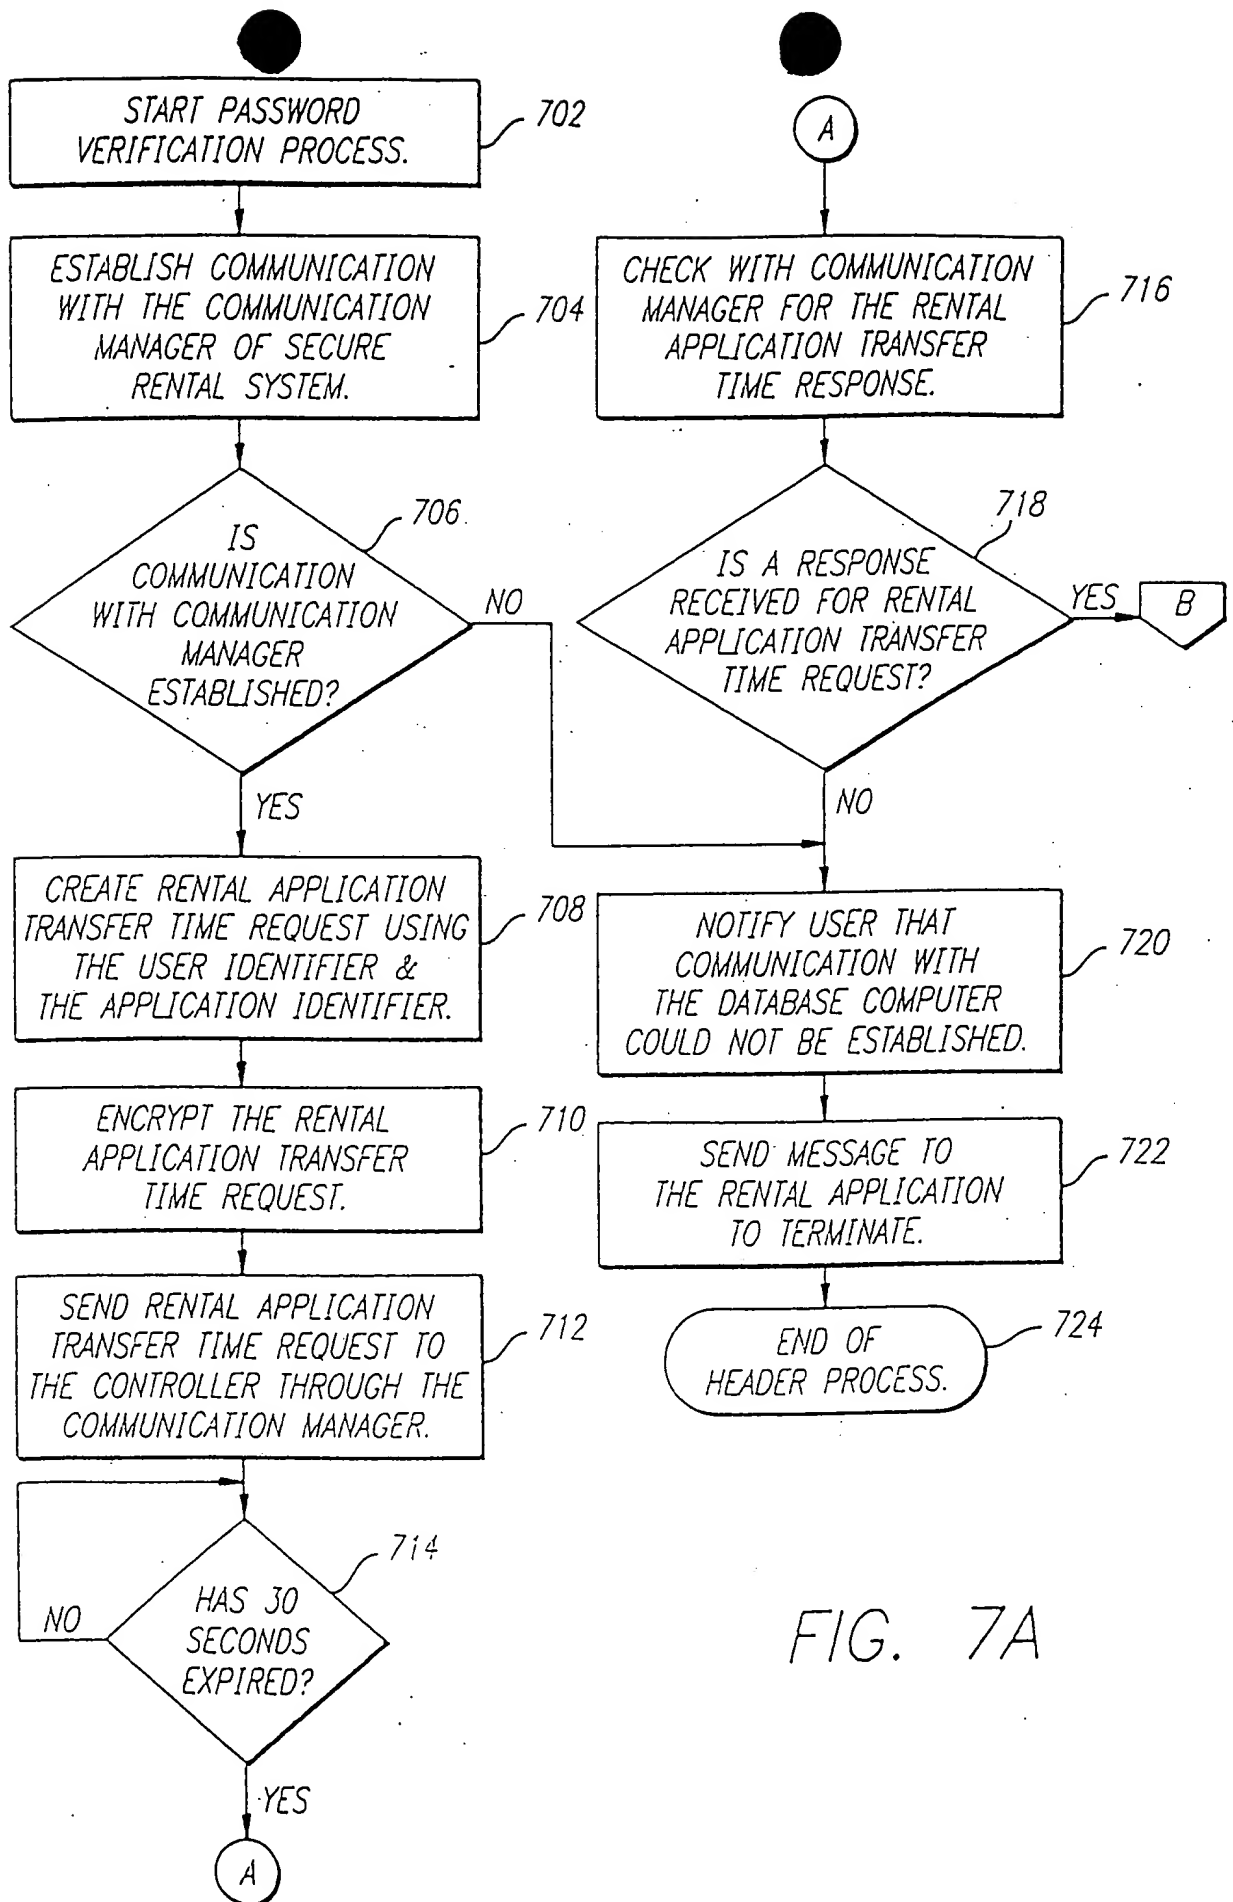 START PASSWORD
VERIFICATION PROCESS.
702
ESTABLISH COMMUNICATION
WITH THE COMMUNICATION
MANAGER OF SECURE
RENTAL SYSTEM.
704
IS
COMMUNICATION
WITH COMMUNICATION
MANAGER
ESTABLISHED?
706
NO
YES
CREATE RENTAL APPLICATION
TRANSFER TIME REQUEST USING
THE USER IDENTIFIER &
THE APPLICATION IDENTIFIER.
708
ENCRYPT THE RENTAL
APPLICATION TRANSFER
TIME REQUEST.
710
SEND RENTAL APPLICATION
TRANSFER TIME REQUEST TO
THE CONTROLLER THROUGH THE
COMMUNICATION MANAGER.
712
HAS 30
SECONDS
EXPIRED?
714
NO
YES
A
A
CHECK WITH COMMUNICATION
MANAGER FOR THE RENTAL
APPLICATION TRANSFER
TIME RESPONSE.
716
IS A RESPONSE
RECEIVED FOR RENTAL
APPLICATION TRANSFER
TIME REQUEST?
718
YES
B
NO
NOTIFY USER THAT
COMMUNICATION WITH
THE DATABASE COMPUTER
COULD NOT BE ESTABLISHED.
720
SEND MESSAGE TO
THE RENTAL APPLICATION
TO TERMINATE.
722
END OF
HEADER PROCESS.
724
FIG. 7A